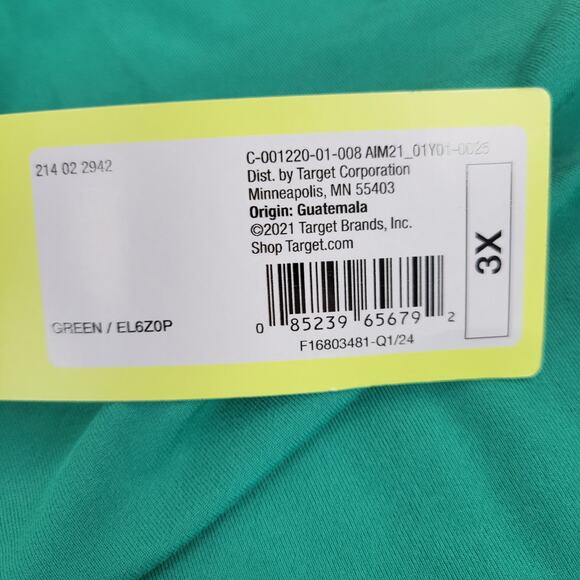 214 02 2942
C-001220-01-008 AIM21_01Y01-0025
Dist. by Target Corporation
Minneapolis, MN 55403
Origin: Guatemala
©2021 Target Brands, Inc.
Shop Target.com
3X
GREEN / EL6Z0P
0 85239 65679 2
F16803481-Q1/24